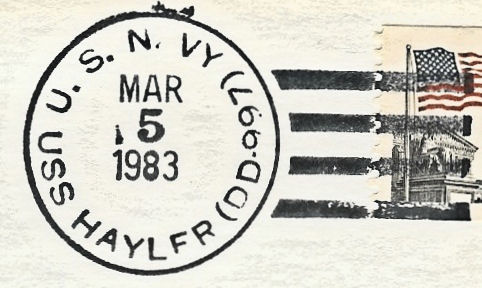 U. S. N. VY
USS HAYLFR (DD-997)
MAR
5
1983